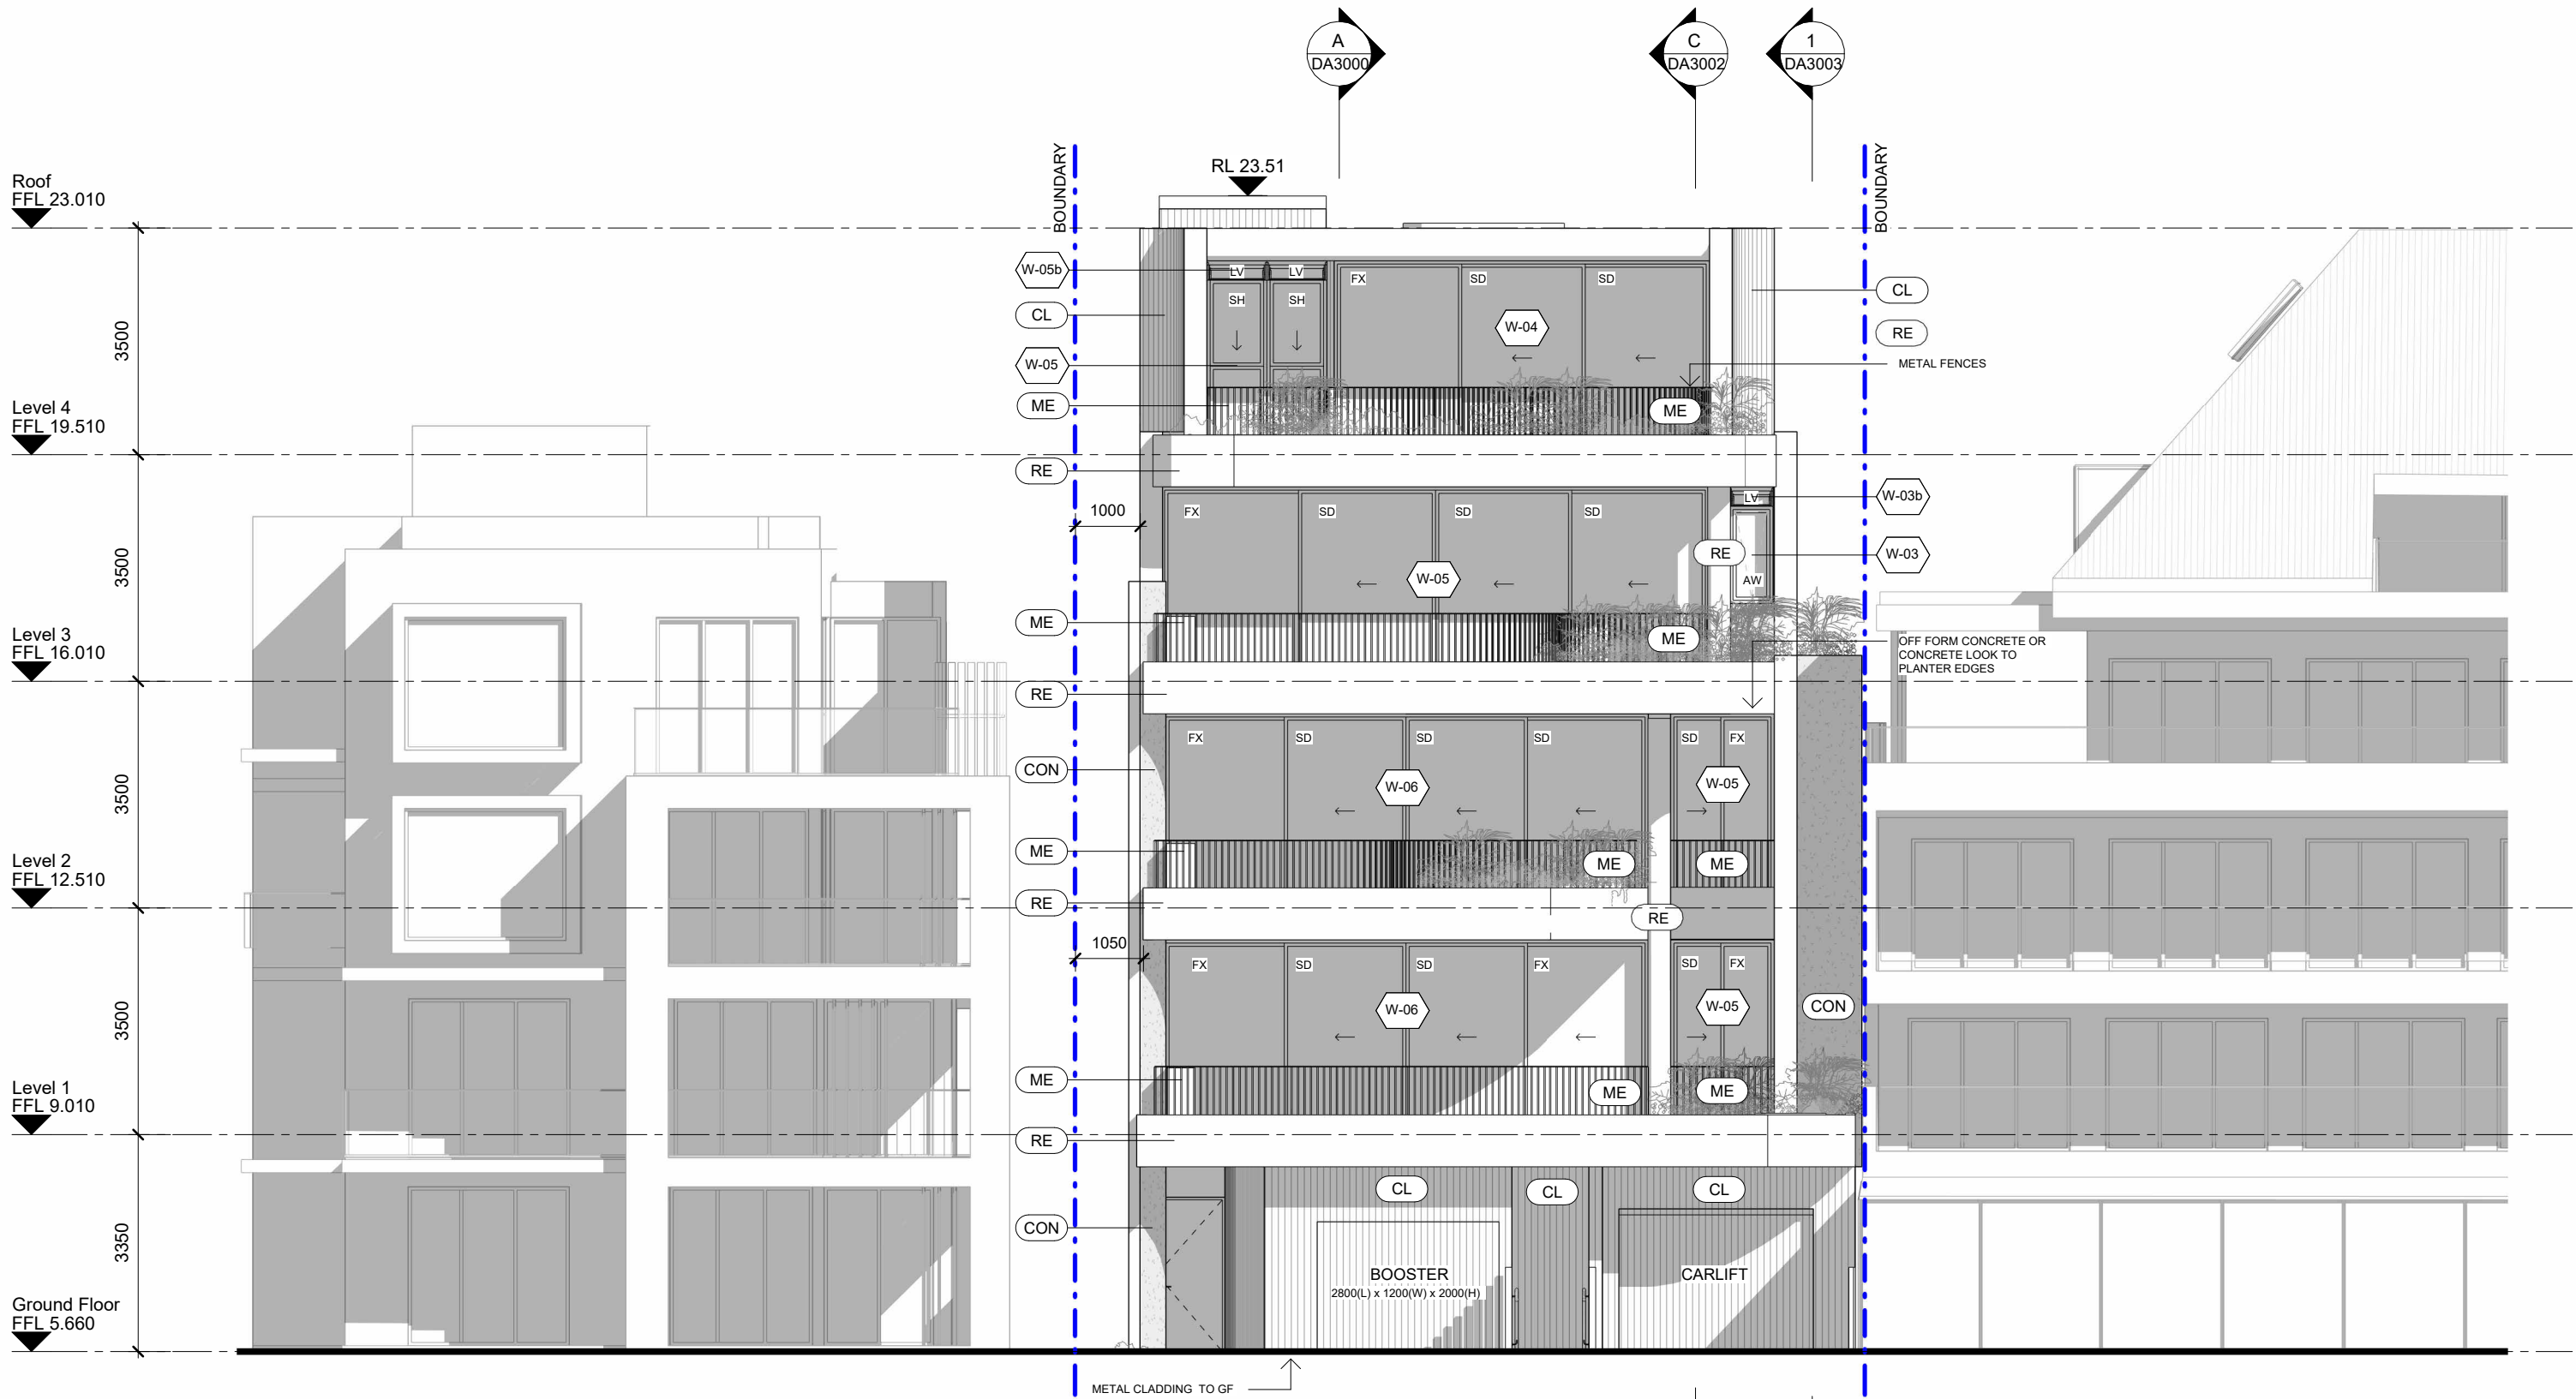 A
DA3000
C
DA3002
1
DA3003
BOUNDARY
BOUNDARY
RL 23.51
Roof
FFL 23.010
3500
Level 4
FFL 19.510
3500
Level 3
FFL 16.010
3500
Level 2
FFL 12.510
3500
Level 1
FFL 9.010
3350
Ground Floor
FFL 5.660
W-05b
CL
W-05
ME
RE
1000
ME
RE
CON
ME
RE
1050
ME
RE
CON
LV
LV
SH
SH
FX
SD
SD
W-04
ME
CL
RE
METAL FENCES
FX
SD
SD
SD
LV
W-05
RE
AW
ME
W-03b
W-03
OFF FORM CONCRETE OR
CONCRETE LOOK TO
PLANTER EDGES
FX
SD
SD
SD
SD
FX
W-06
W-05
ME
ME
RE
FX
SD
SD
FX
SD
FX
W-06
W-05
CON
ME
ME
CL
CL
CL
BOOSTER
2800(L) x 1200(W) x 2000(H)
CARLIFT
METAL CLADDING TO GF